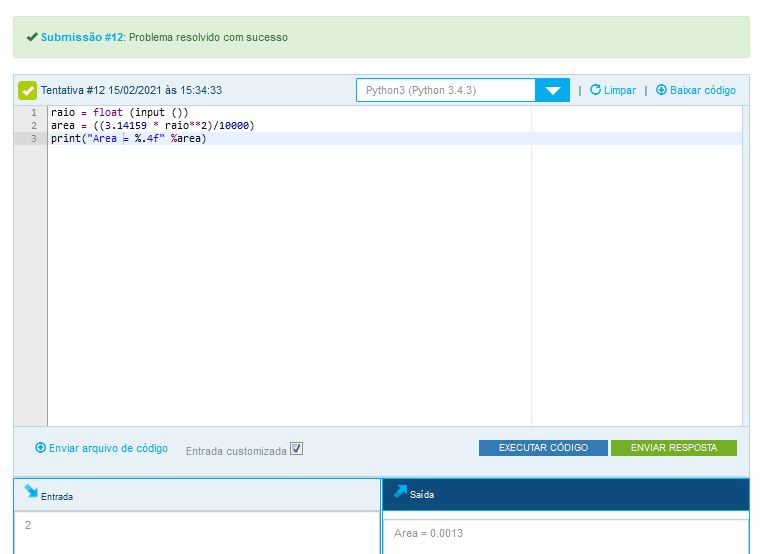 Submissão #12: Problema resolvido com sucesso
Tentativa #12 15/02/2021 às 15:34:33
Python3 (Python 3.4.3)
| Limpar | Baixar código
1 raio = float (input ())
2 area = ((3.14159 * raio**2)/10000)
3 print("Area = %.4f" %area)
Enviar arquivo de código
Entrada customizada
EXECUTAR CÓDIGO
ENVIAR RESPOSTA
Entrada
Saída
2
Area = 0.0013